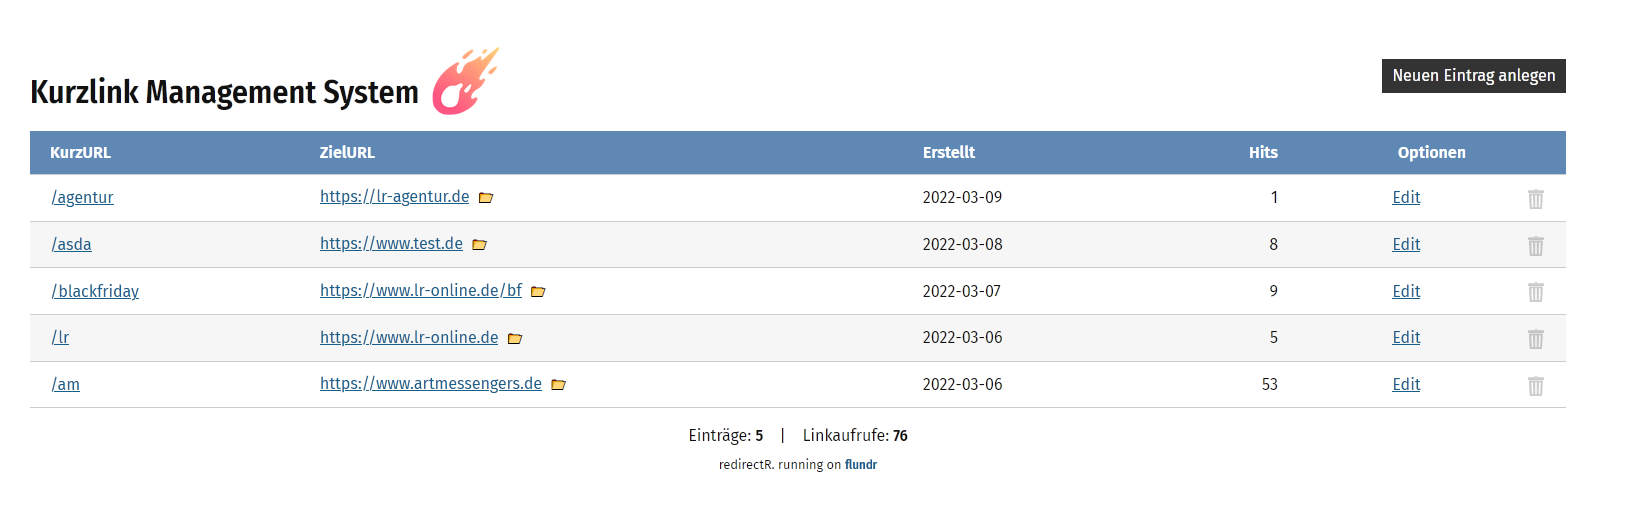 Kurzlink Management System
Neuen Eintrag anlegen
KurzURL ZielURL Erstellt Hits Optionen
/agentur https://lr-agentur.de 2022-03-09 1 Edit
/asda https://www.test.de 2022-03-08 8 Edit
/blackfriday https://www.lr-online.de/bf 2022-03-07 9 Edit
/lr https://www.lr-online.de 2022-03-06 5 Edit
/am https://www.artmessengers.de 2022-03-06 53 Edit
Einträge: 5 | Linkaufrufe: 76
redirectR. running on flundr